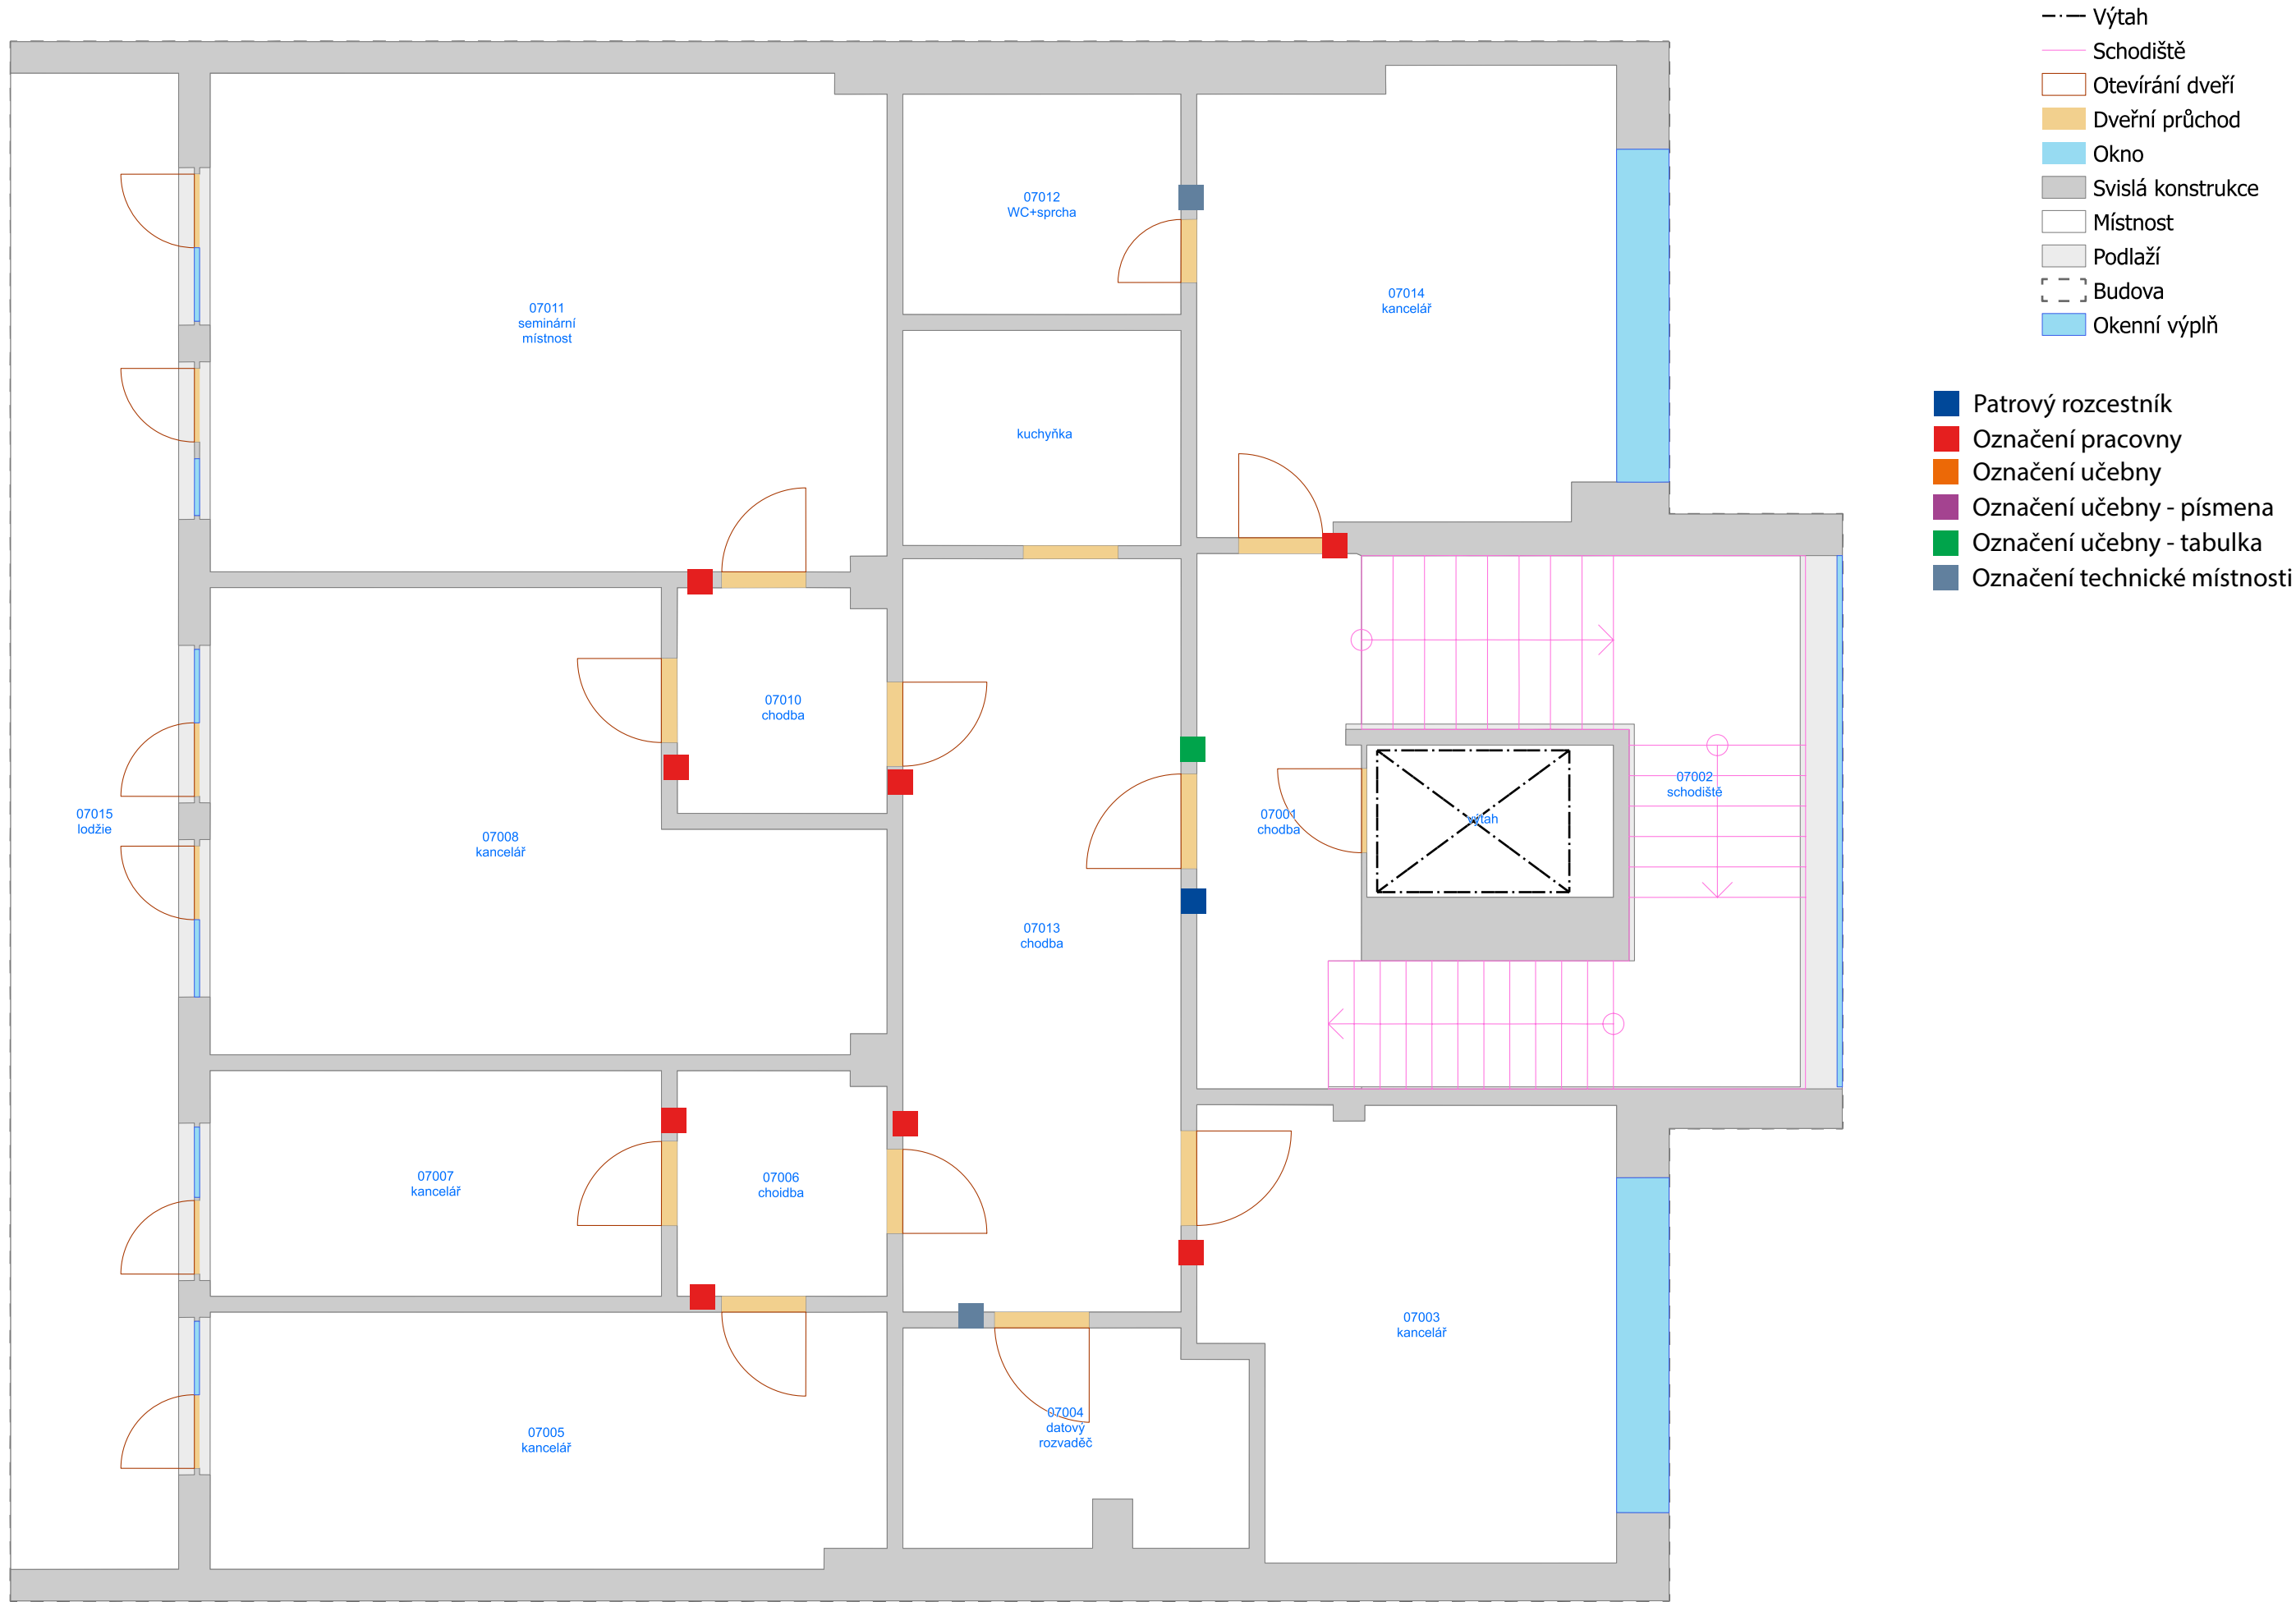 Výtah
Schodiště
Otevírání dveří
Dveřní průchod
Okno
Svislá konstrukce
Místnost
Podlaží
Budova
Okenní výplň
Patrový rozcestník
Označení pracovny
Označení učebny
Označení učebny - písmena
Označení učebny - tabulka
Označení technické místnosti
07012
WC+sprcha
07014
kancelář
07011
seminární
místnost
kuchyňka
07010
chodba
07002
schodiště
07015
lodžie
07001
chodba
výtah
07008
kancelář
07013
chodba
07007
kancelář
07006
choidba
07003
kancelář
07004
datový
rozvaděč
07005
kancelář